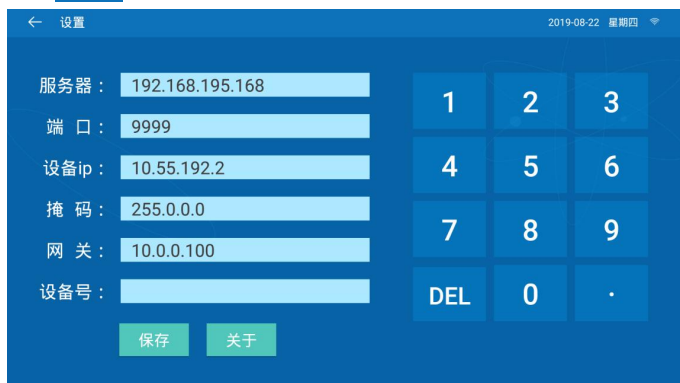 ← 设置 2019-08-22 星期四
服务器： 192.168.195.168
端 口： 9999
设备ip： 10.55.192.2
掩 码： 255.0.0.0
网 关： 10.0.0.100
设备号：
保存 关于
1 2 3
4 5 6
7 8 9
DEL 0 ·